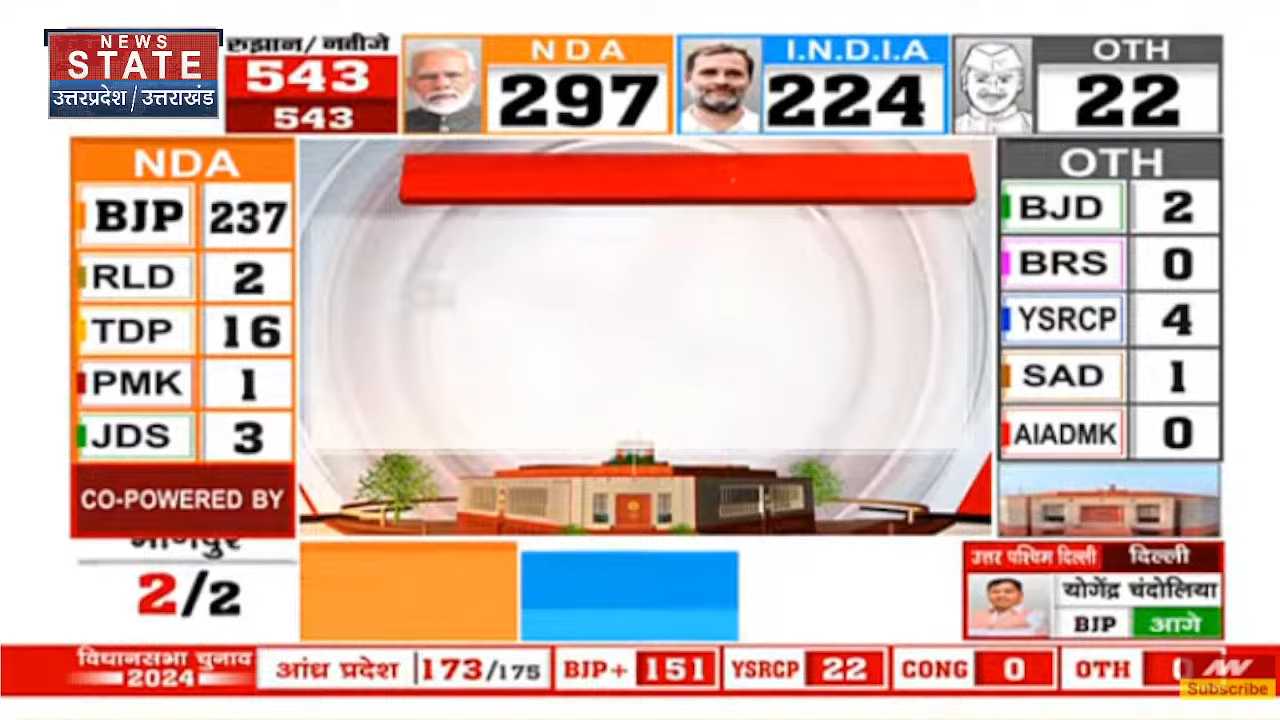 NEWS
STATE
उत्तरप्रदेश / उत्तराखंड
रुझान/ नतीजे
543
543
NDA
297
I.N.D.I.A
224
OTH
22
NDA
BJP 237
RLD 2
TDP 16
PMK 1
JDS 3
CO-POWERED BY
OTH
BJD 2
BRS 0
YSRCP 4
SAD 1
AIADMK 0
2/2
उत्तर पश्चिम दिल्ली दिल्ली
योगेंद्र चंदोलिया
BJP आगे
विधानसभा चुनाव
2024
आंध्र प्रदेश 173/175 BJP+ 151 YSRCP 22 CONG 0 OTH 0
Subscribe